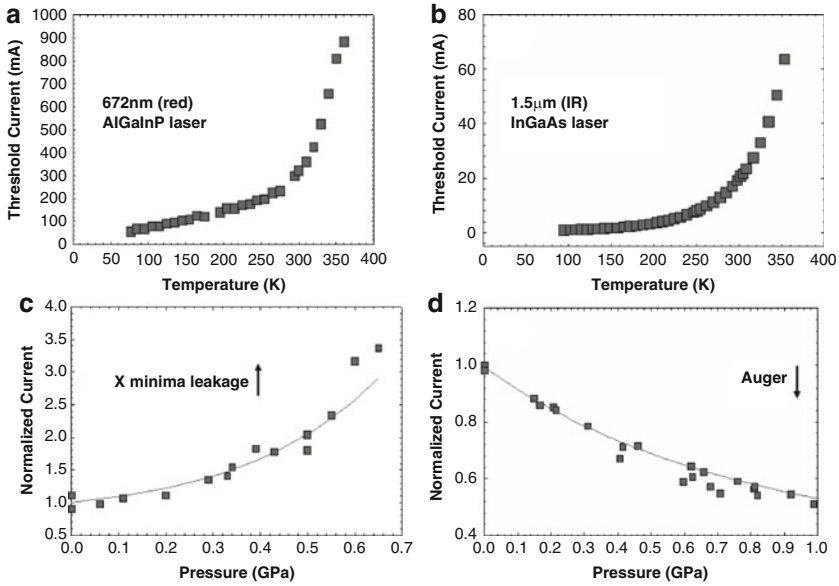 a
Threshold Current (mA)
1000
900
800
700
600
500
400
300
200
100
0
672nm (red)
AlGaInP laser
0 50 100 150 200 250 300 350 400
Temperature (K)
b
Threshold Current (mA)
80
60
40
20
0
1.5μm (IR)
InGaAs laser
0 50 100 150 200 250 300 350 400
Temperature (K)
c
Normalized Current
4.0
3.5
3.0
2.5
2.0
1.5
1.0
0.5
X minima leakage
0.0 0.1 0.2 0.3 0.4 0.5 0.6 0.7
Pressure (GPa)
d
Normalized Current
1.2
1.0
0.8
0.6
0.4
Auger
0.0 0.1 0.2 0.3 0.4 0.5 0.6 0.7 0.8 0.9 1.0
Pressure (GPa)